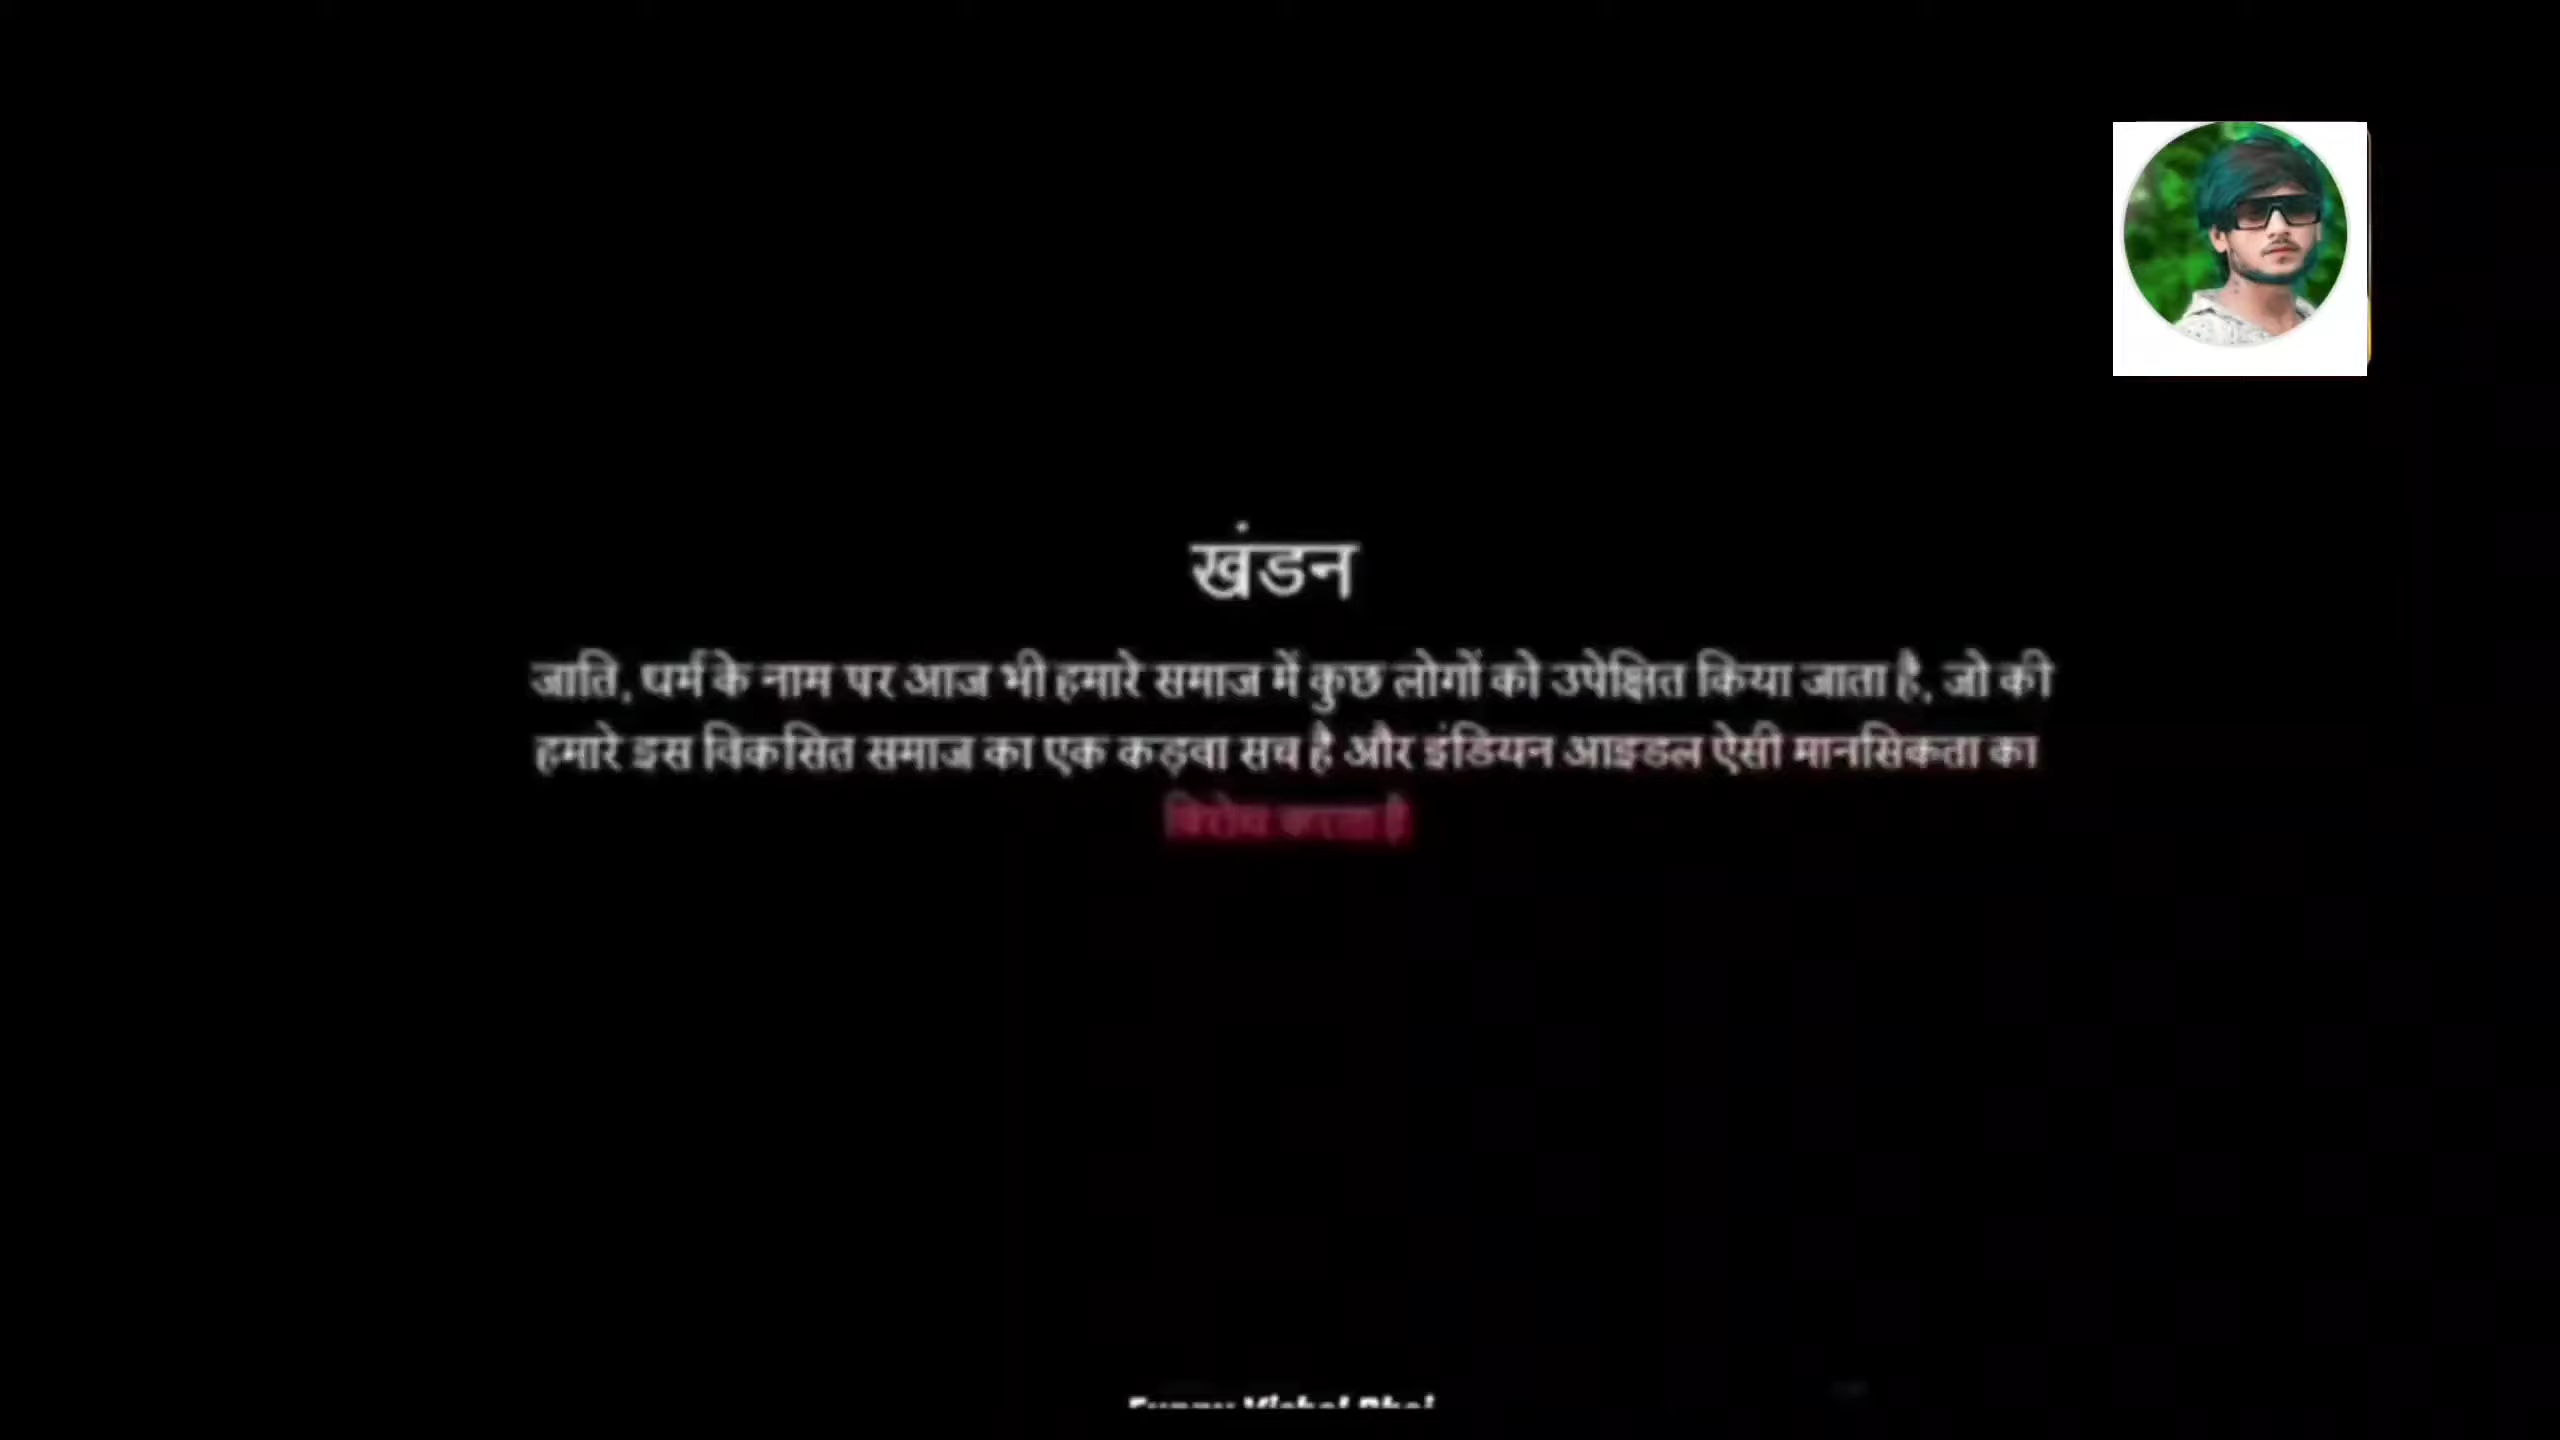 खंडन
जाति, धर्म के नाम पर आज भी हमारे समाज में कुछ लोगों को उपेक्षित किया जाता है, जो की
हमारे इस विकसित समाज का एक कड़वा सच है और इंडियन आइडल ऐसी मानसिकता का
विरोध करता है